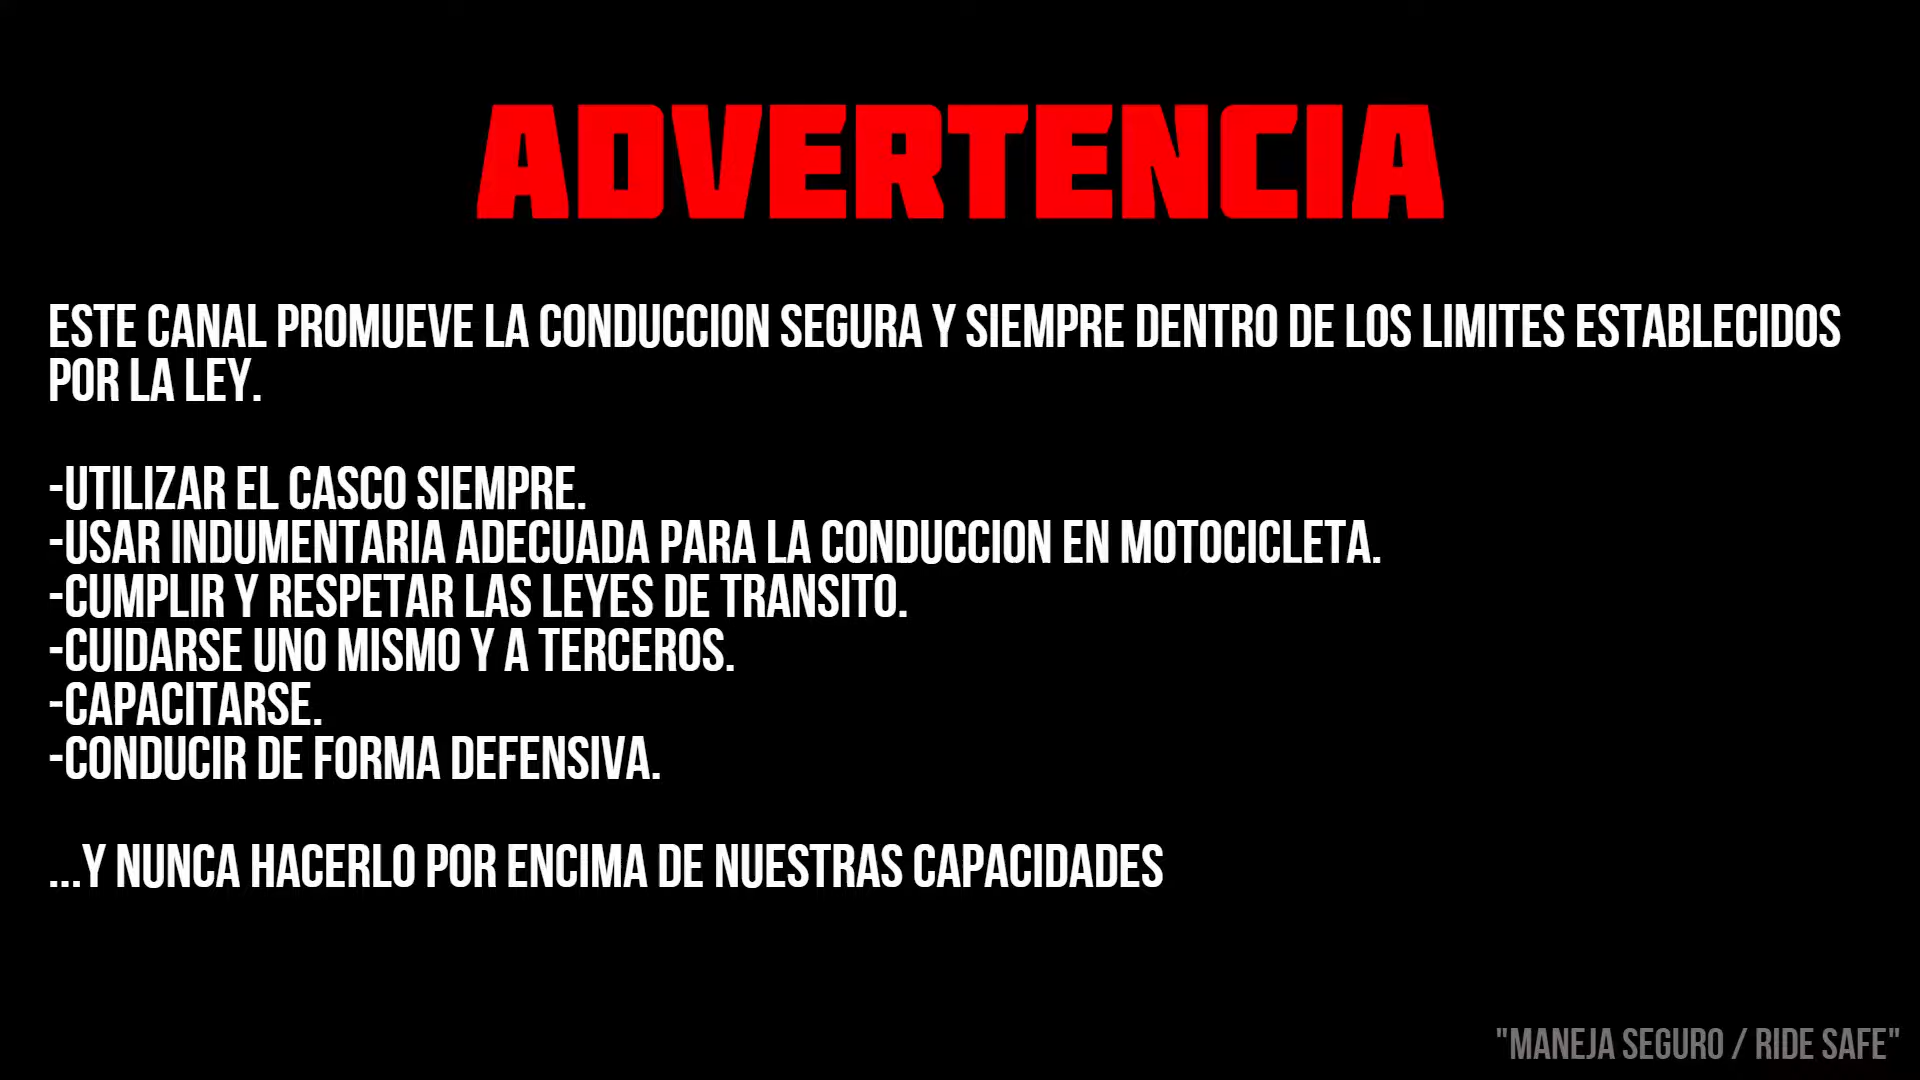 ADVERTENCIA
ESTE CANAL PROMUEVE LA CONDUCCION SEGURA Y SIEMPRE DENTRO DE LOS LIMITES ESTABLECIDOS
POR LA LEY.
-UTILIZAR EL CASCO SIEMPRE.
-USAR INDUMENTARIA ADECUADA PARA LA CONDUCCION EN MOTOCICLETA.
-CUMPLIR Y RESPETAR LAS LEYES DE TRANSITO.
-CUIDARSE UNO MISMO Y A TERCEROS.
-CAPACITARSE.
-CONDUCIR DE FORMA DEFENSIVA.
...Y NUNCA HACERLO POR ENCIMA DE NUESTRAS CAPACIDADES
"MANEJA SEGURO / RIDE SAFE"